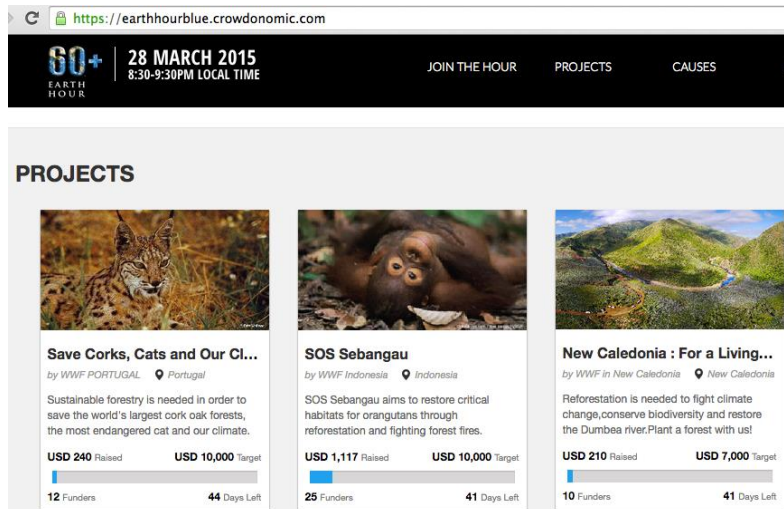 https://earthhourblue.crowdonomic.com
60+
EARTH
HOUR
28 MARCH 2015
8:30-9:30PM LOCAL TIME
JOIN THE HOUR
PROJECTS
CAUSES
PROJECTS
Save Corks, Cats and Our Cl...
by WWF PORTUGAL Portugal
Sustainable forestry is needed in order to
save the world's largest cork oak forests,
the most endangered cat and our climate.
USD 240 Raised USD 10,000 Target
12 Funders 44 Days Left
SOS Sebangau
by WWF Indonesia Indonesia
SOS Sebangau aims to restore critical
habitats for orangutans through
reforestation and fighting forest fires.
USD 1,117 Raised USD 10,000 Target
25 Funders 41 Days Left
New Caledonia : For a Living...
by WWF in New Caledonia New Caledonia
Reforestation is needed to fight climate
change,conserve biodiversity and restore
the Dumbea river.Plant a forest with us!
USD 210 Raised USD 7,000 Target
10 Funders 41 Days Left